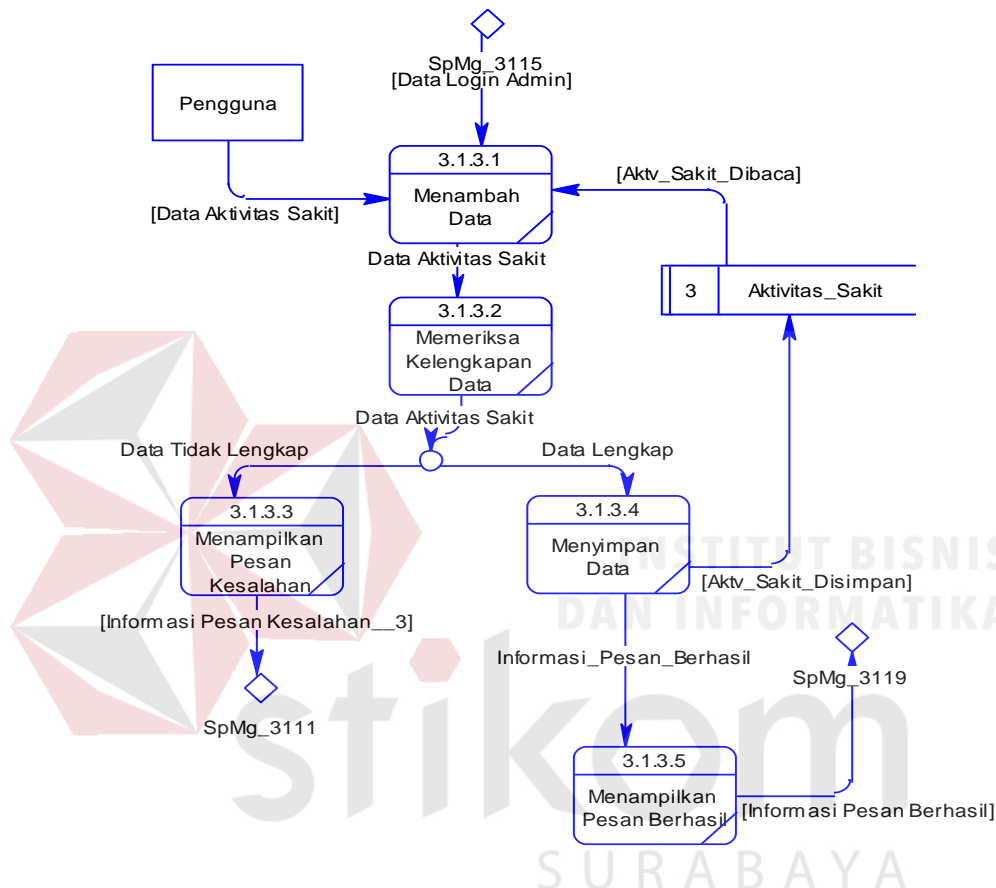 SpMg_3115
[Data Login Admin]
Pengguna
3.1.3.1
Menambah
Data
[Aktv_Sakit_Dibaca]
[Data Aktivitas Sakit]
Data Aktivitas Sakit
3
Aktivitas_Sakit
3.1.3.2
Memeriksa
Kelengkapan
Data
Data Aktivitas Sakit
Data Tidak Lengkap
Data Lengkap
3.1.3.3
Menampilkan
Pesan
Kesalahan
3.1.3.4
Menyimpan
Data
INSTITUT BISNIS
DAN INFORMATIKA
[Aktv_Sakit_Disimpan]
[Informasi Pesan Kesalahan__3]
Informasi_Pesan_Berhasil
SpMg_3119
SpMg_3111
stikom
3.1.3.5
Menampilkan
Pesan Berhasil
[Informasi Pesan Berhasil]
SURABAYA